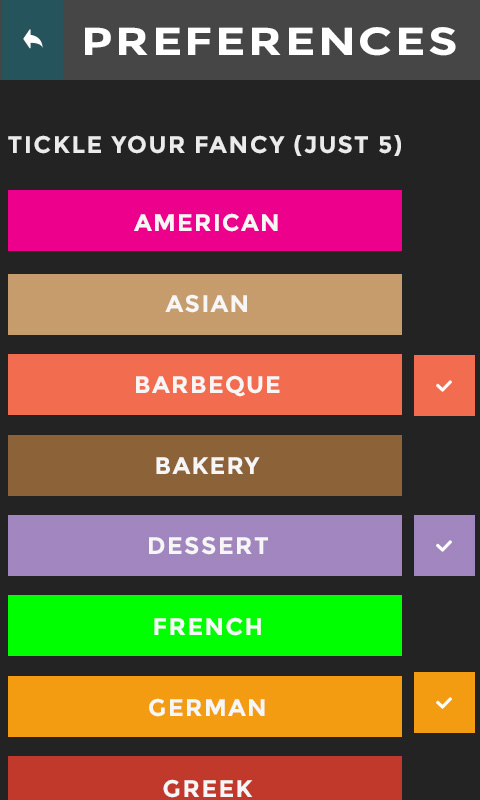 PREFERENCES
TICKLE YOUR FANCY (JUST 5)
AMERICAN
ASIAN
BARBEQUE
BAKERY
DESSERT
FRENCH
GERMAN
GREEK